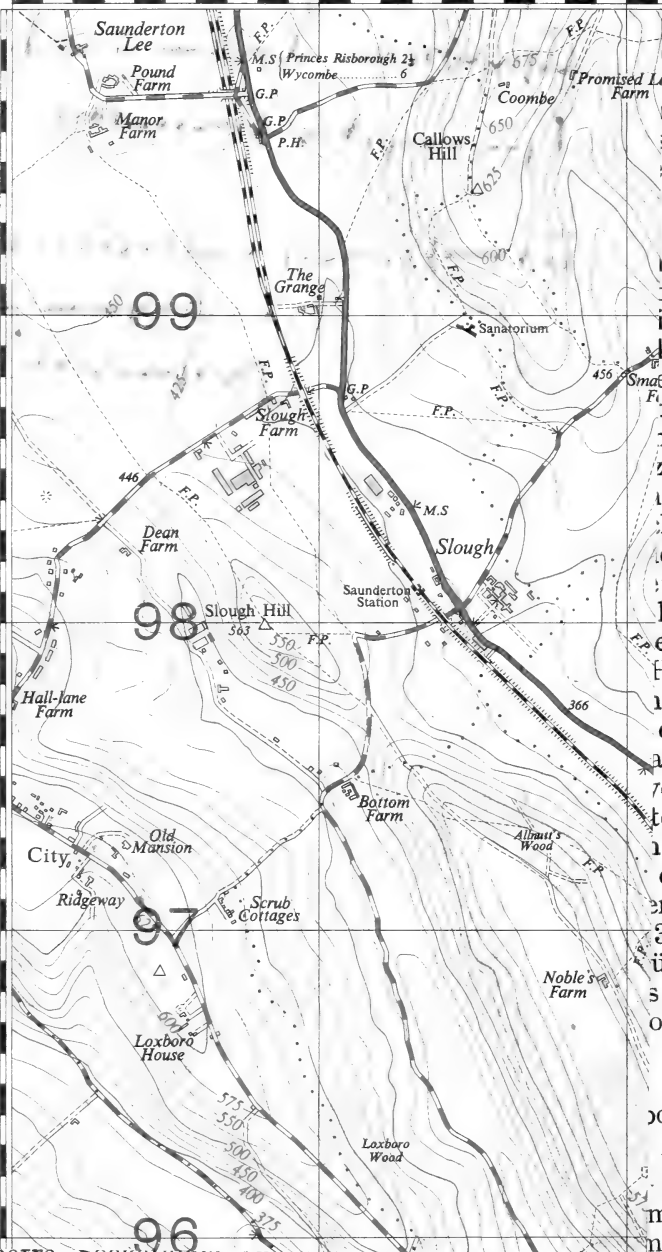 Saunderton
Lee
F.P.
M.S { Princes Risborough 2½
Wycombe 6
Pound
Farm
G.P
Manor
Farm
G.P
P.H.
F.P.
675
F.P.
Coombe
Promised
Farm
650
Callows
Hill
625
600
F.P.
The
Grange
450
99
Sanatorium
425
F.P.
456
F.P.
G.P
Slough
Farm
F.P.
446
F.P.
M.S
Dean
Farm
Slough
Saunderton
Station
98
Slough Hill
563
550
500
450
F.P.
F.P.
Hall-lane
Farm
366
Bottom
Farm
Old
Mansion
Allnutt's
Wood
City
F.P.
Ridgeway
Scrub
Cottages
97
F.P.
Noble's
Farm
600
Loxboro
House
575
550
500
450
400
375
Loxboro
Wood
96